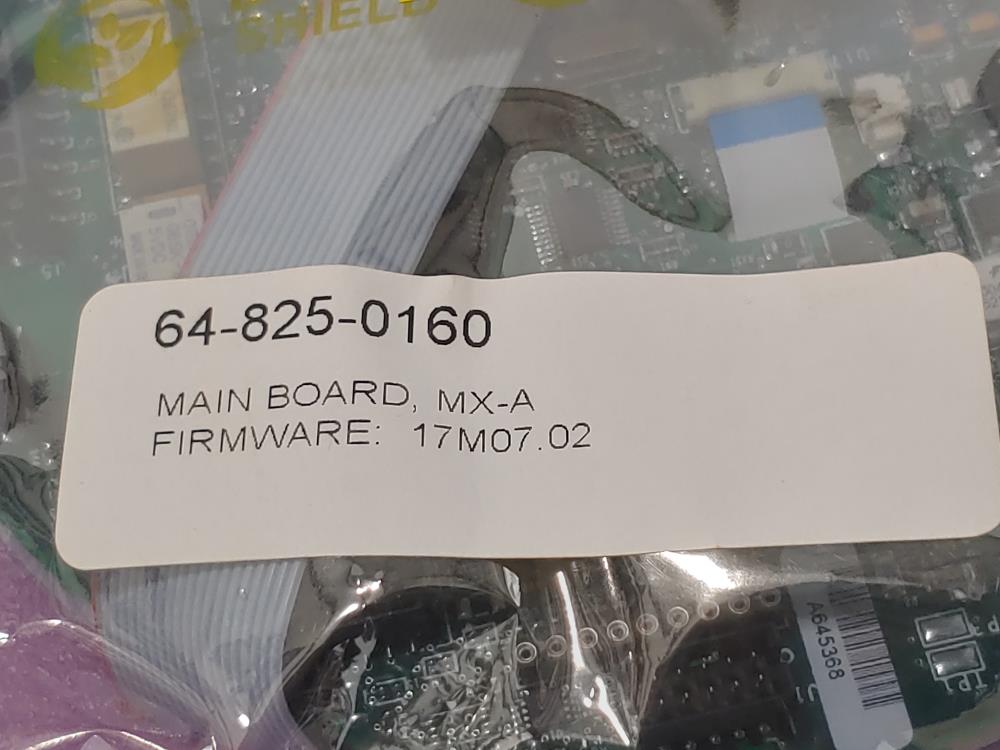 SHIELD
64-825-0160
MAIN BOARD, MX-A
FIRMWARE: 17M07.02
A645368